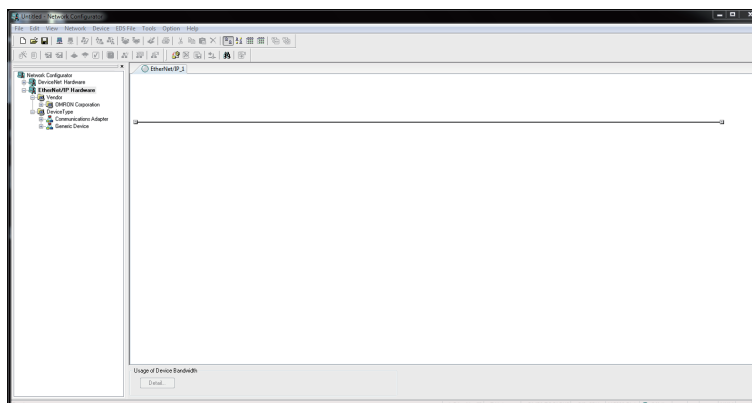 Untitled - Network Configurator
File Edit View Network Device EDS File Tools Option Help
EtherNet/IP_1
Network Configurator
DeviceNet Hardware
EtherNet/IP Hardware
Vendor
OMRON Corporation
DeviceType
Communications Adapter
Generic Device
Usage of Device Bandwidth
Detail...